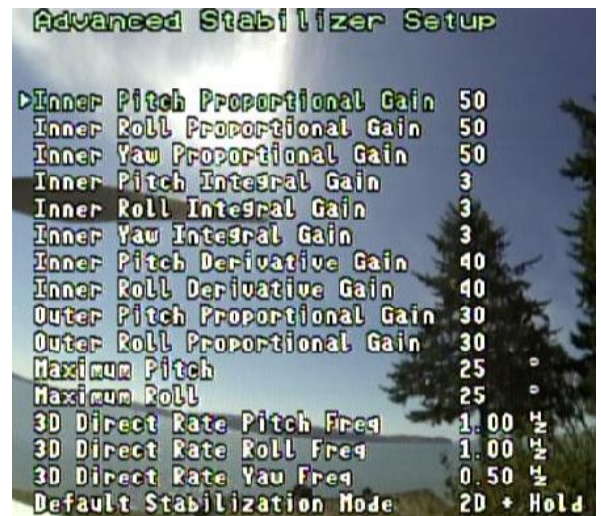 Advanced Stabilizer Setup
Inner Pitch Proportional Gain 50
Inner Roll Proportional Gain 50
Inner Yaw Proportional Gain 50
Inner Pitch Integral Gain 3
Inner Roll Integral Gain 3
Inner Yaw Integral Gain 3
Inner Pitch Derivative Gain 40
Inner Roll Derivative Gain 40
Outer Pitch Proportional Gain 30
Outer Roll Proportional Gain 30
Maximum Pitch 25 °
Maximum Roll 25 °
3D Direct Rate Pitch Freq 1.00 Hz
3D Direct Rate Roll Freq 1.00 Hz
3D Direct Rate Yaw Freq 0.50 Hz
Default Stabilization Mode 2D + Hold